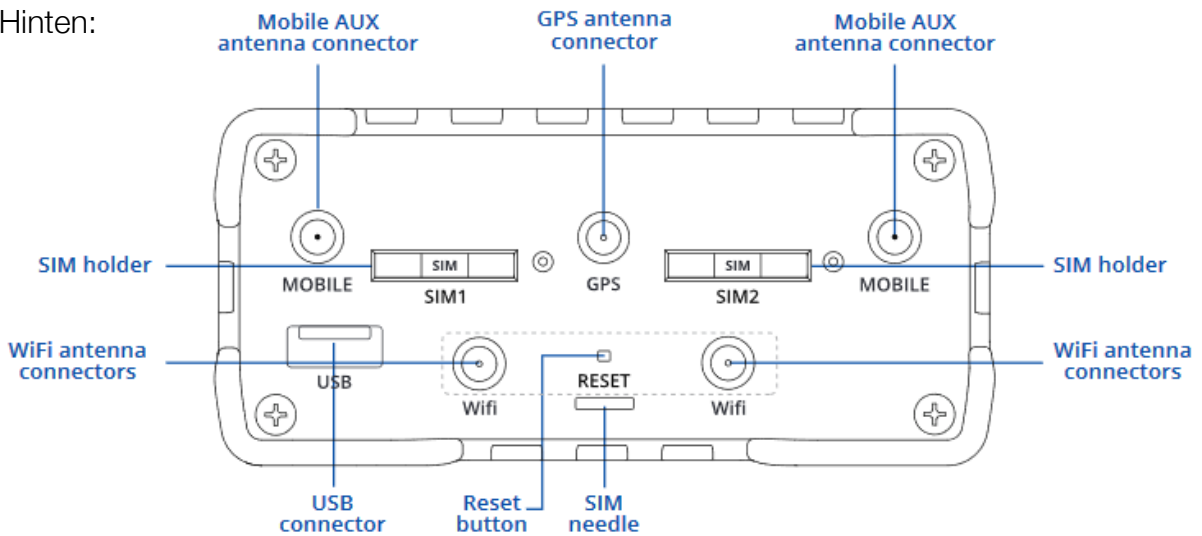 Hinten:
Mobile AUX
antenna connector
GPS antenna
connector
Mobile AUX
antenna connector
SIM holder
SIM
SIM
SIM holder
MOBILE
SIM1
GPS
SIM2
MOBILE
WiFi antenna
connectors
USB
RESET
WiFi antenna
connectors
Wifi
Wifi
USB
connector
Reset
button
SIM
needle